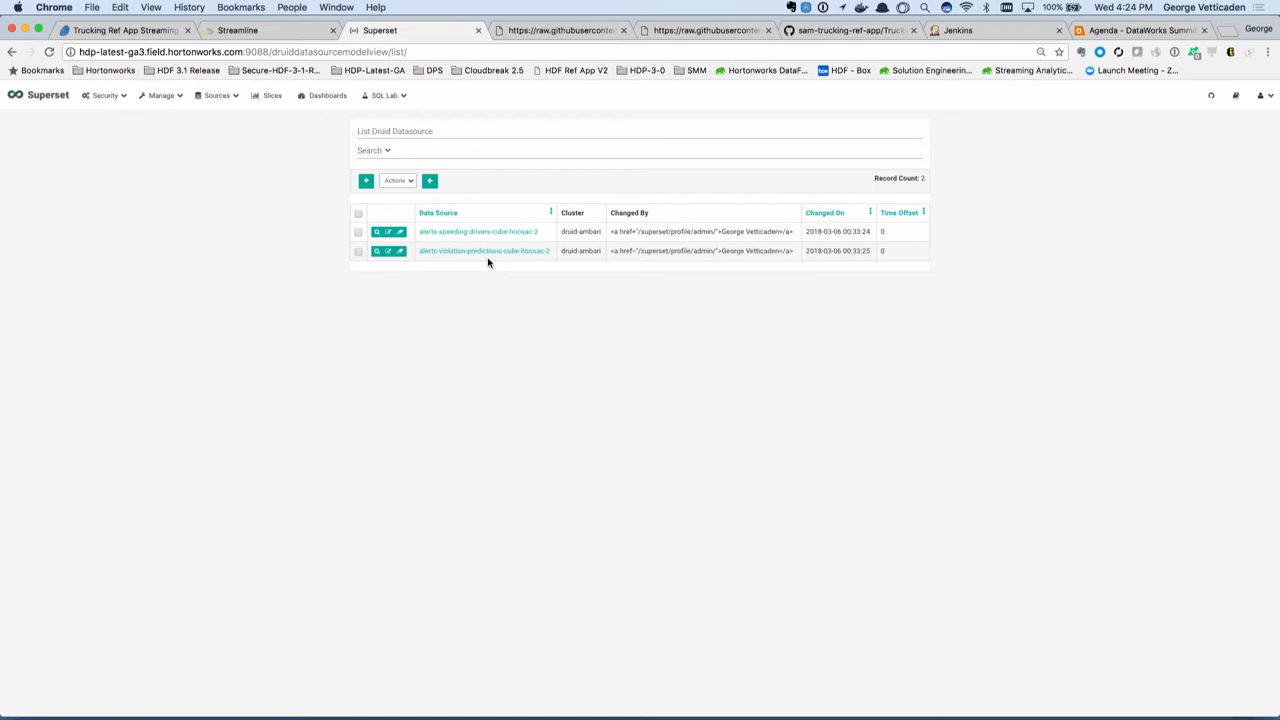 Chrome File Edit View History Bookmarks People Window Help 100% Wed 4:24 PM George Vetticaden
Trucking Ref App Streaming Streamline Superset https://raw.githubuserconte https://raw.githubuserconte sam-trucking-ref-app/Truck Jenkins Agenda - DataWorks Summi George
hdp-latest-ga3.field.hortonworks.com:9088/druiddatasourcemodelview/list/
Bookmarks Hortonworks HDF 3.1 Release Secure-HDF-3-1-R... HDP-Latest-GA DPS Cloudbreak 2.5 HDF Ref App V2 HDP-3-0 SMM Hortonworks DataF... HDF - Box Solution Engineerin... Streaming Analytic... Launch Meeting - Z...
Superset Security Manage Sources Slices Dashboards SQL Lab
List Druid Datasource
Search
Actions Record Count: 2
Data Source Cluster Changed By Changed On Time Offset
alerts-speeding-drivers-cube-hoosac-2 druid-ambari <a href="/superset/profile/admin/">George Vetticaden</a> 2018-03-06 00:33:24 0
alerts-violation-predictions-cube-hoosac-2 druid-ambari <a href="/superset/profile/admin/">George Vetticaden</a> 2018-03-06 00:33:25 0